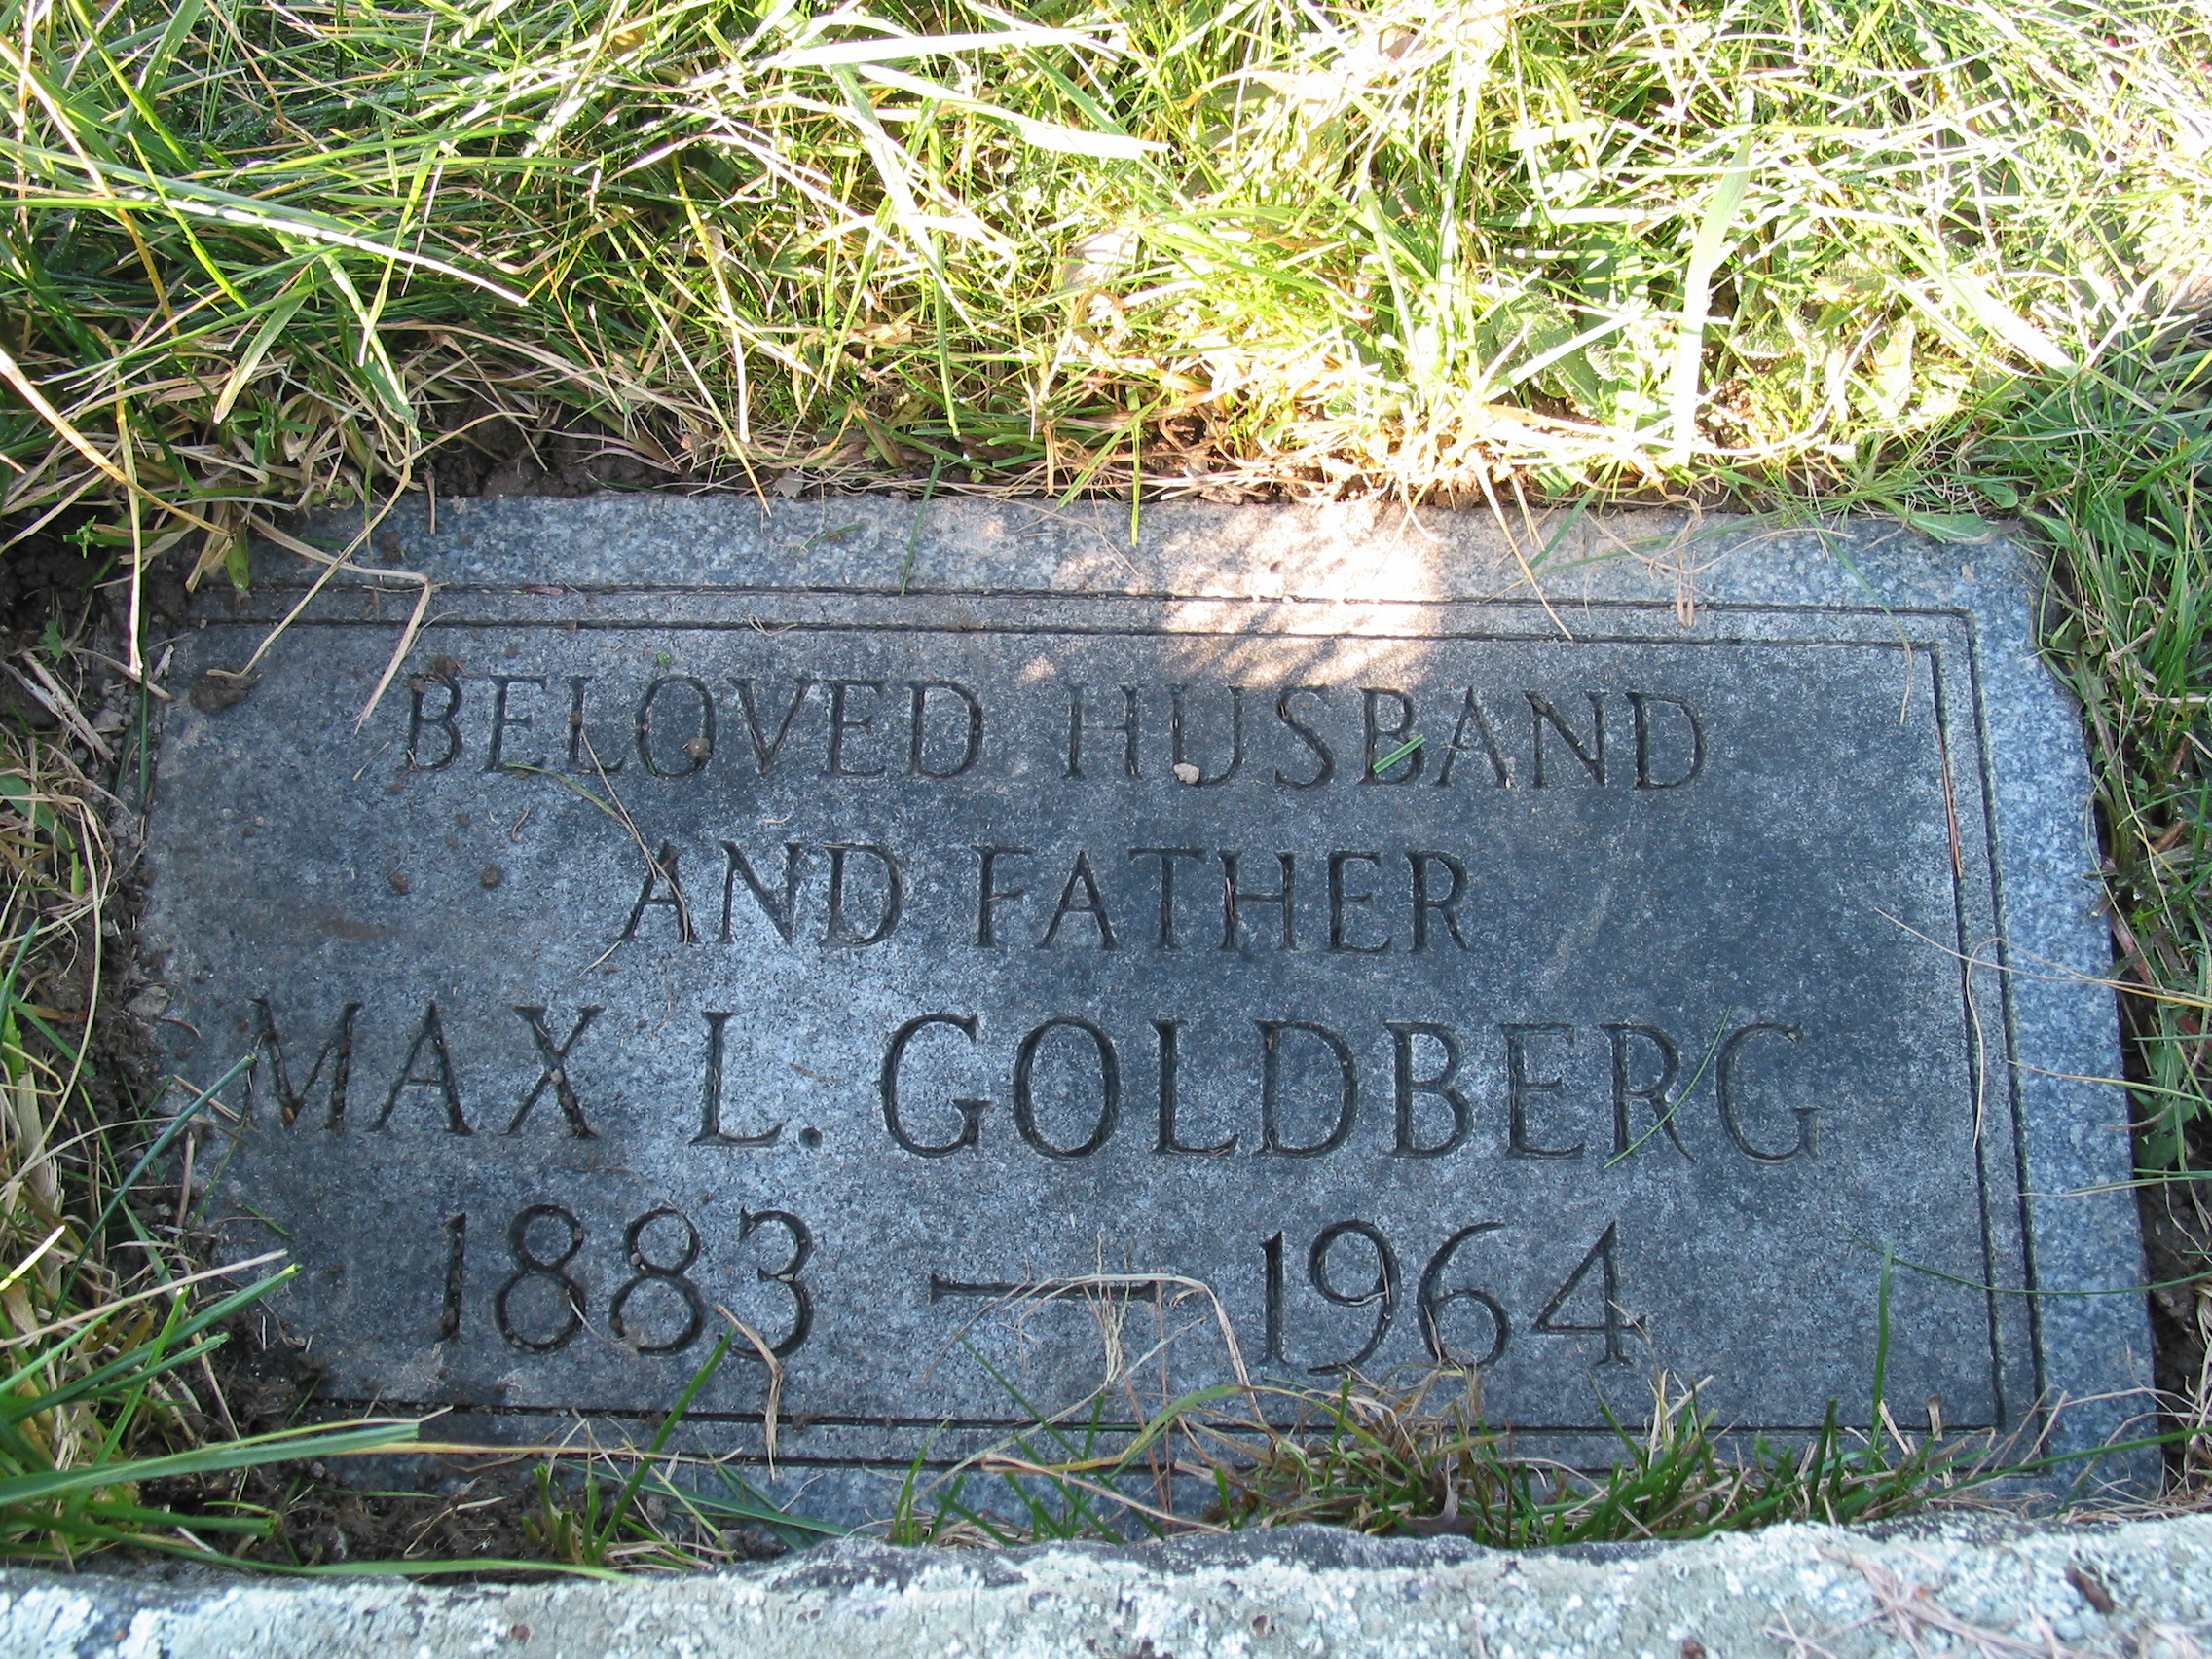 BELOVED HUSBAND
AND FATHER
MAX L. GOLDBERG
1883 — 1964